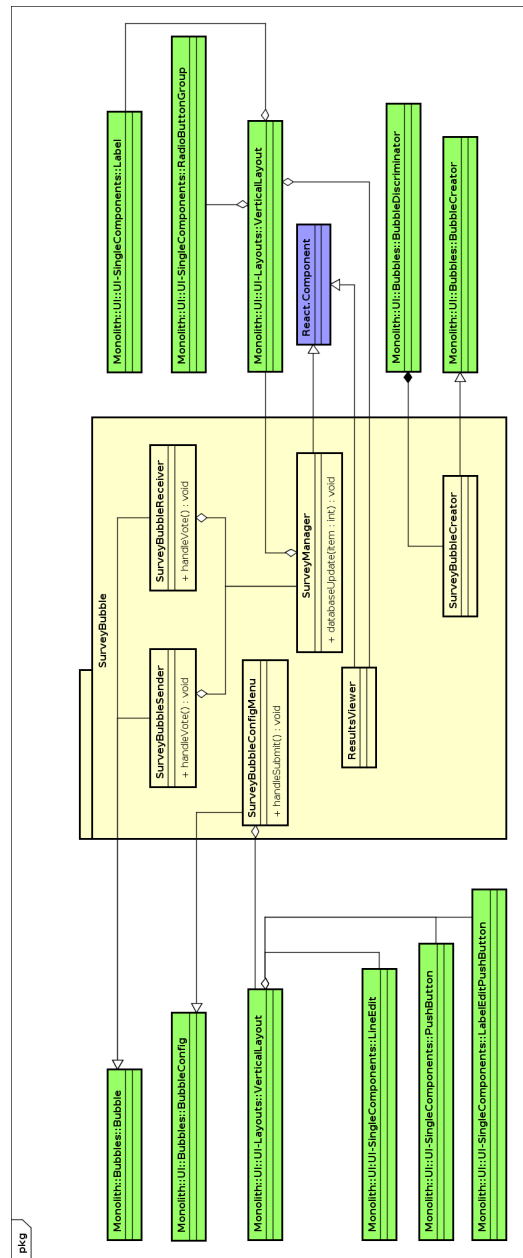 pkg
SurveyBubble
Monolith::Bubbles::Bubble
Monolith::UI::UI-SingleComponents::Label
SurveyBubbleSender
+ handleVote() : void
SurveyBubbleReceiver
+ handleVote() : void
Monolith::UI::Bubbles::BubbleConfig
Monolith::UI::UI-SingleComponents::RadioButtonGroup
SurveyBubbleConfigMenu
+ handleSubmit() : void
Monolith::UI::UI-Layouts::VerticalLayout
Monolith::UI::UI-Layouts::VerticalLayout
SurveyManager
+ databaseUpdate(item : int) : void
React.Component
ResultsViewer
Monolith::UI::UI-SingleComponents::LineEdit
Monolith::UI::Bubbles::BubbleDiscriminator
Monolith::UI::UI-SingleComponents::PushButton
SurveyBubbleCreator
Monolith::UI::Bubbles::BubbleCreator
Monolith::UI::UI-SingleComponents::LabelEditPushButton